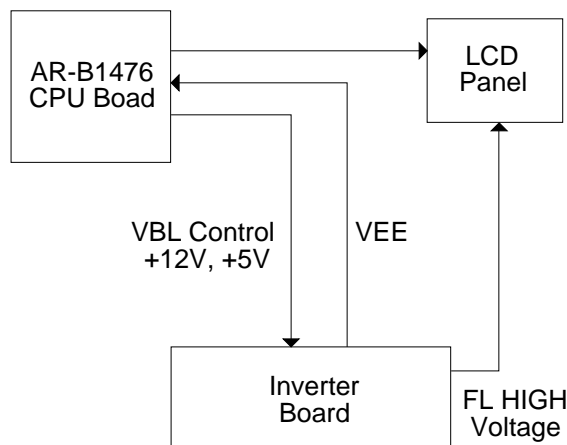 AR-B1476
CPU Boad
LCD
Panel
VBL Control
+12V, +5V
VEE
Inverter
Board
FL HIGH
Voltage